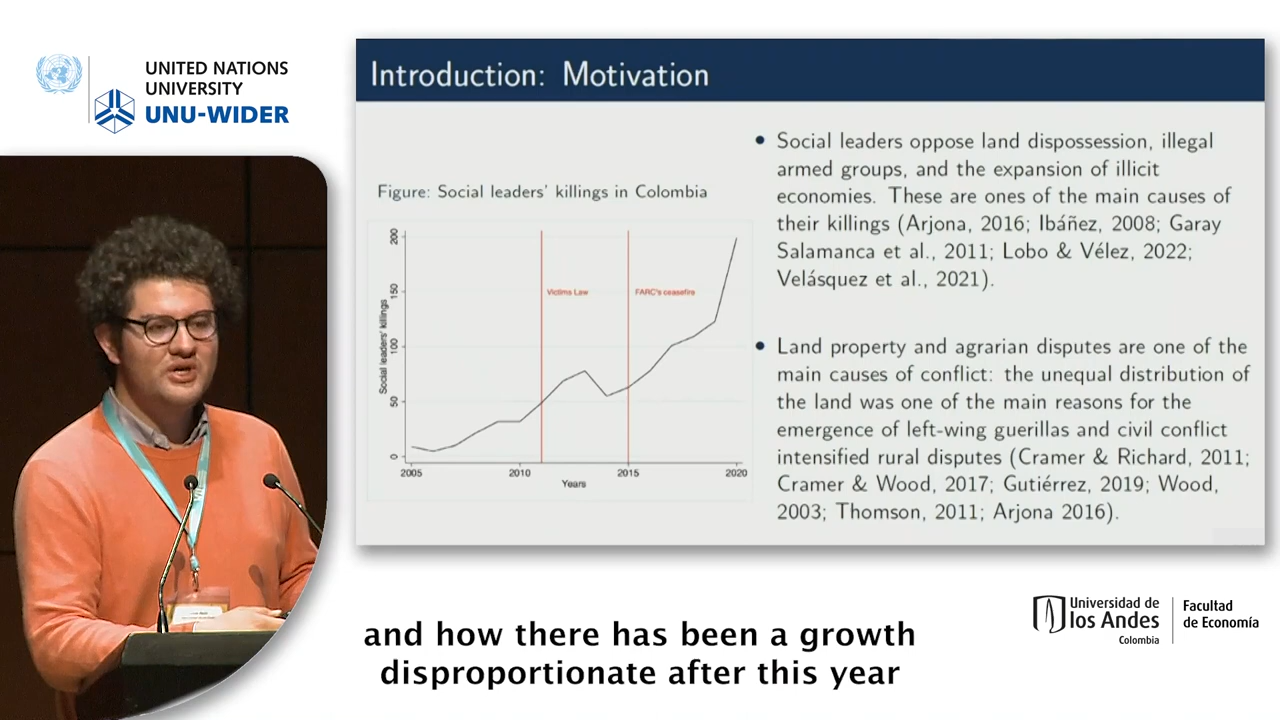 UNITED NATIONS
UNIVERSITY
UNU-WIDER
Introduction: Motivation
Figure: Social leaders' killings in Colombia
Social leaders' killings
200
150
100
50
0
Victims Law
FARC's ceasefire
2005
2010
2015
2020
Years
• Social leaders oppose land dispossession, illegal
armed groups, and the expansion of illicit
economies. These are ones of the main causes of
their killings (Arjona, 2016; Ibáñez, 2008; Garay
Salamanca et al., 2011; Lobo & Vélez, 2022;
Velásquez et al., 2021).
• Land property and agrarian disputes are one of the
main causes of conflict: the unequal distribution of
the land was one of the main reasons for the
emergence of left-wing guerillas and civil conflict
intensified rural disputes (Cramer & Richard, 2011;
Cramer & Wood, 2017; Gutiérrez, 2019; Wood,
2003; Thomson, 2011; Arjona 2016).
and how there has been a growth
disproportionate after this year
Universidad de
los Andes
Colombia
Facultad
de Economía